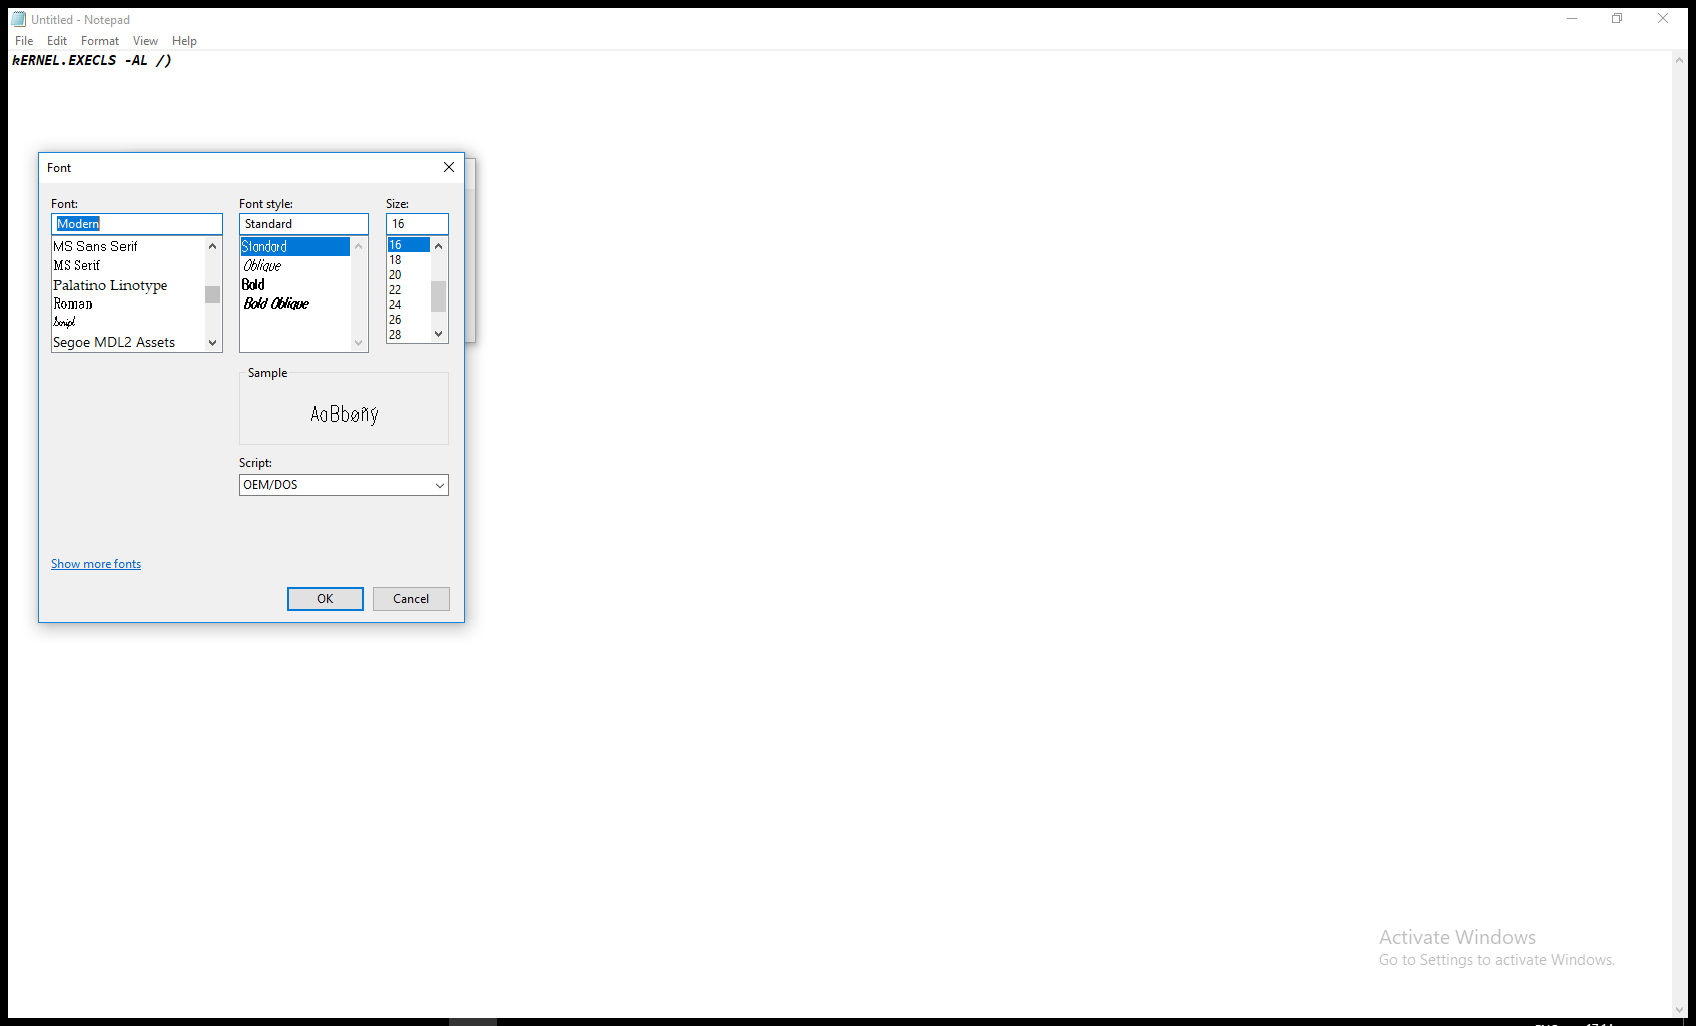 Untitled - Notepad
File Edit Format View Help
kERNEL.EXECLS -AL /)
Font
Font:
Modern
MS Sans Serif
MS Serif
Palatino Linotype
Roman
Script
Segoe MDL2 Assets
Font style:
Standard
Standard
Oblique
Bold
Bold Oblique
Size:
16
16
18
20
22
24
26
28
Sample
AaBbøñý
Script:
OEM/DOS
Show more fonts
OK Cancel
Activate Windows
Go to Settings to activate Windows.